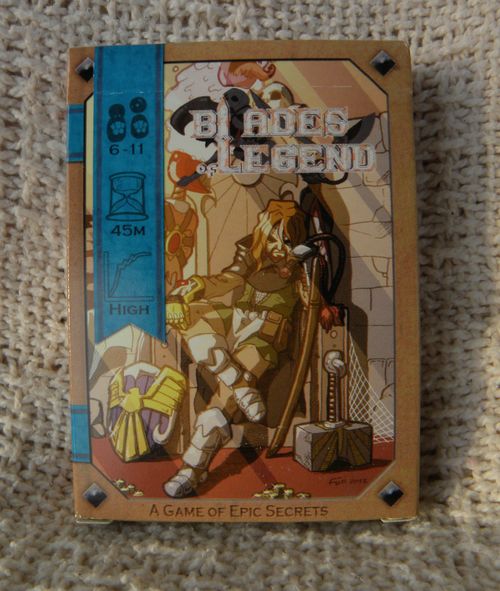 BLADES
OF LEGEND
6-11
45M
HIGH
A GAME OF EPIC SECRETS